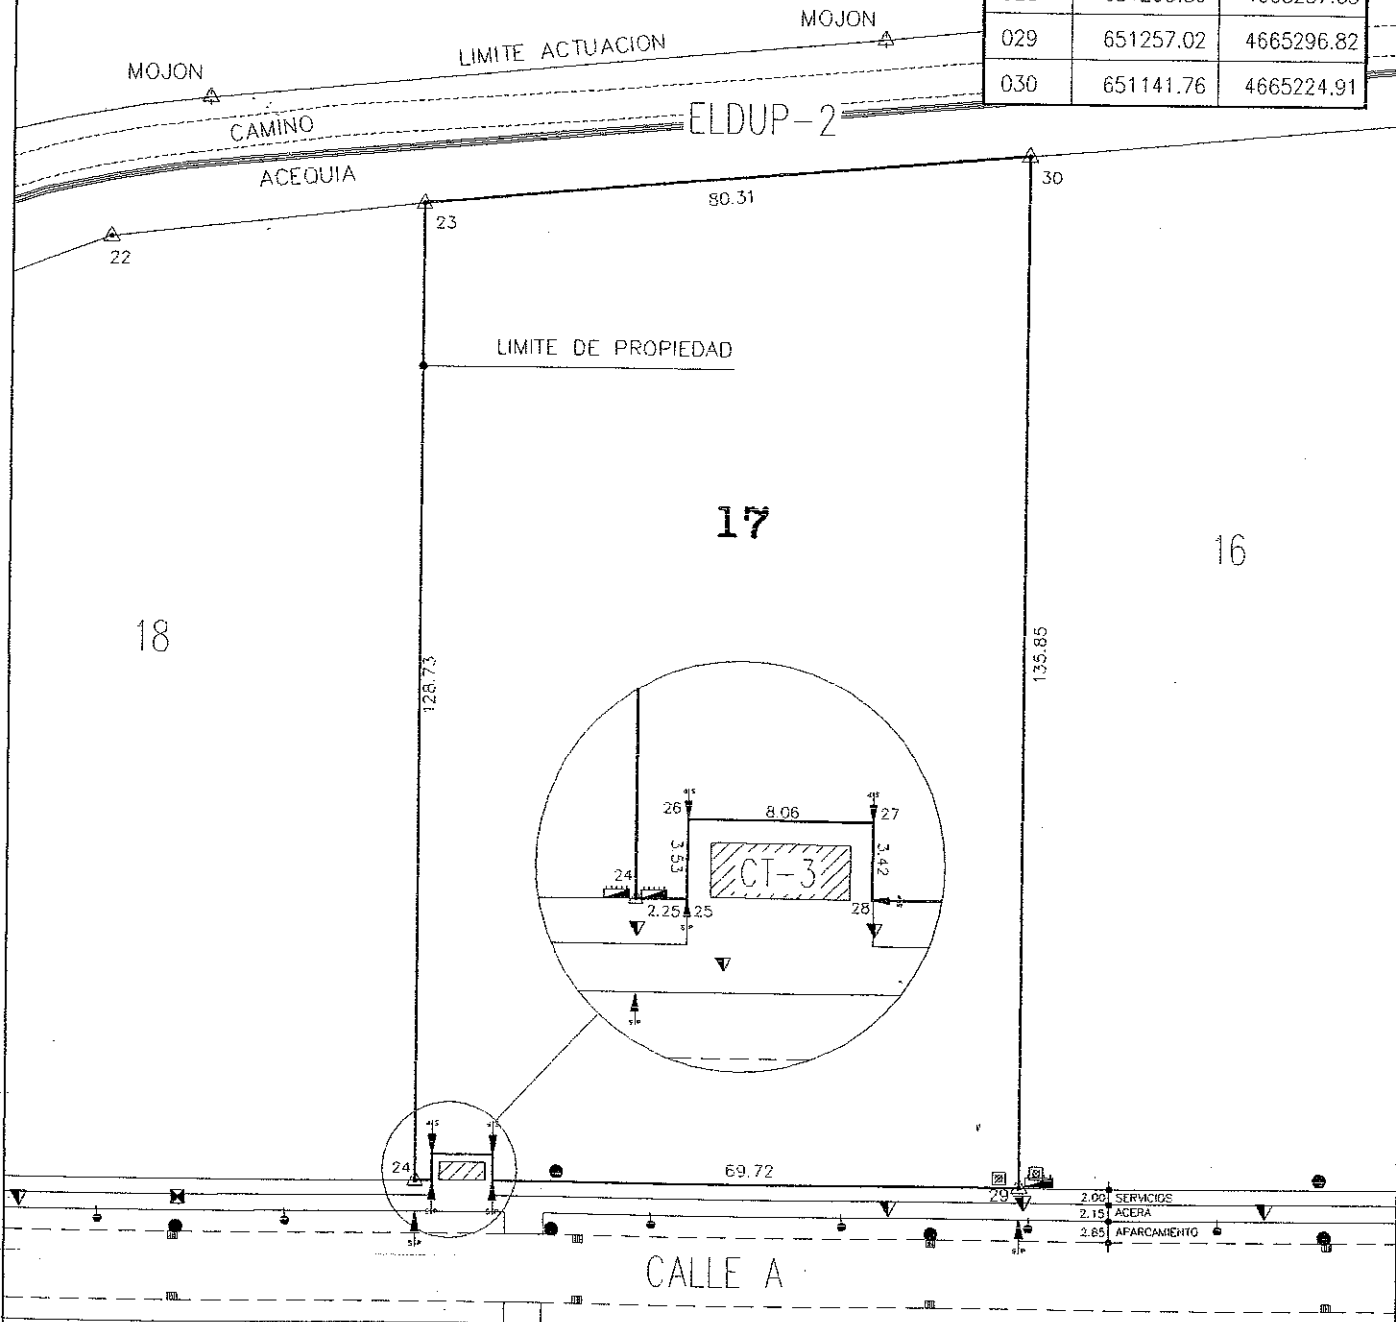 MOJON
029 651257.02 4665296.82
LIMITE ACTUACION
MOJON
030 651141.76 4665224.91
CAMINO
ELDUP-2
ACEQUIA
30
80.31
23
22
LIMITE DE PROPIEDAD
17
16
18
135.85
128.73
26
8.06
27
3.53
CT-3
3.42
24
2.25
25
28
24
69.72
29
2.00 SERVICIOS
2.15 ACERA
2.85 APARCAMIENTO
CALLE A